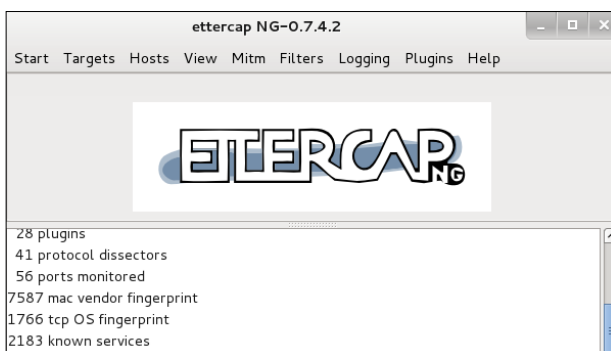 ettercap NG-0.7.4.2
Start Targets Hosts View Mitm Filters Logging Plugins Help
ETTERCAP
NG
28 plugins
41 protocol dissectors
56 ports monitored
7587 mac vendor fingerprint
1766 tcp OS fingerprint
2183 known services